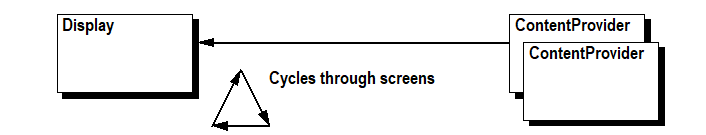 Display
ContentProvider
ContentProvider
Cycles through screens